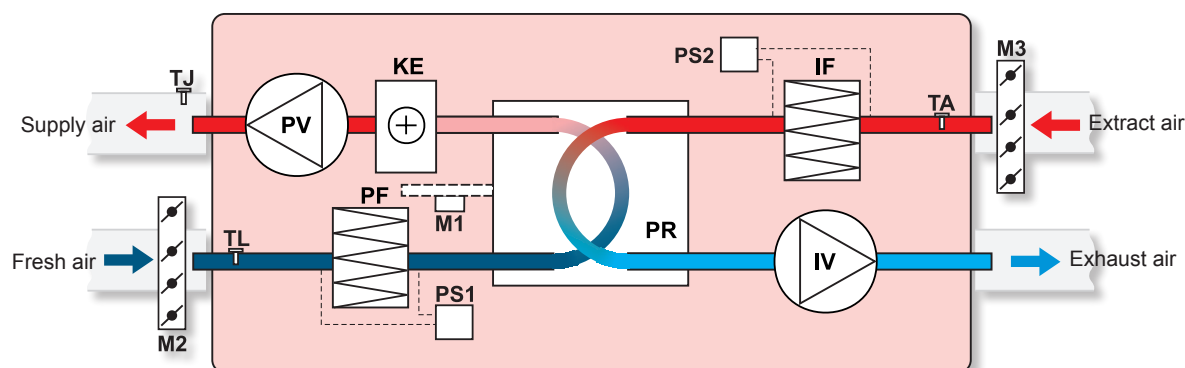 PS2
M3
TJ
KE
IF
TA
Supply air
PV
Extract air
PF
M1
TL
PR
Fresh air
IV
Exhaust air
PS1
M2